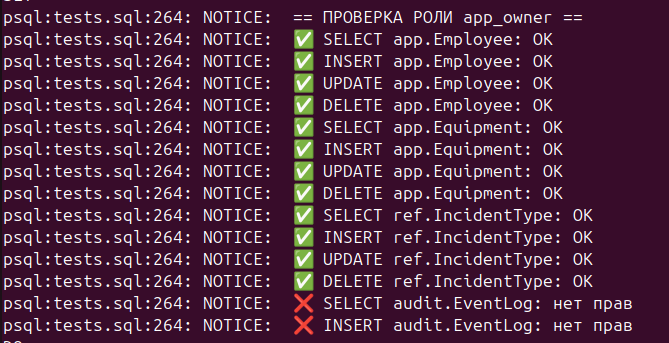 psql:tests.sql:264: NOTICE:  == ПРОВЕРКА РОЛИ app_owner ==
psql:tests.sql:264: NOTICE:  ✅ SELECT app.Employee: OK
psql:tests.sql:264: NOTICE:  ✅ INSERT app.Employee: OK
psql:tests.sql:264: NOTICE:  ✅ UPDATE app.Employee: OK
psql:tests.sql:264: NOTICE:  ✅ DELETE app.Employee: OK
psql:tests.sql:264: NOTICE:  ✅ SELECT app.Equipment: OK
psql:tests.sql:264: NOTICE:  ✅ INSERT app.Equipment: OK
psql:tests.sql:264: NOTICE:  ✅ UPDATE app.Equipment: OK
psql:tests.sql:264: NOTICE:  ✅ DELETE app.Equipment: OK
psql:tests.sql:264: NOTICE:  ✅ SELECT ref.IncidentType: OK
psql:tests.sql:264: NOTICE:  ✅ INSERT ref.IncidentType: OK
psql:tests.sql:264: NOTICE:  ✅ UPDATE ref.IncidentType: OK
psql:tests.sql:264: NOTICE:  ✅ DELETE ref.IncidentType: OK
psql:tests.sql:264: NOTICE:  ❌ SELECT audit.EventLog: нет прав
psql:tests.sql:264: NOTICE:  ❌ INSERT audit.EventLog: нет прав